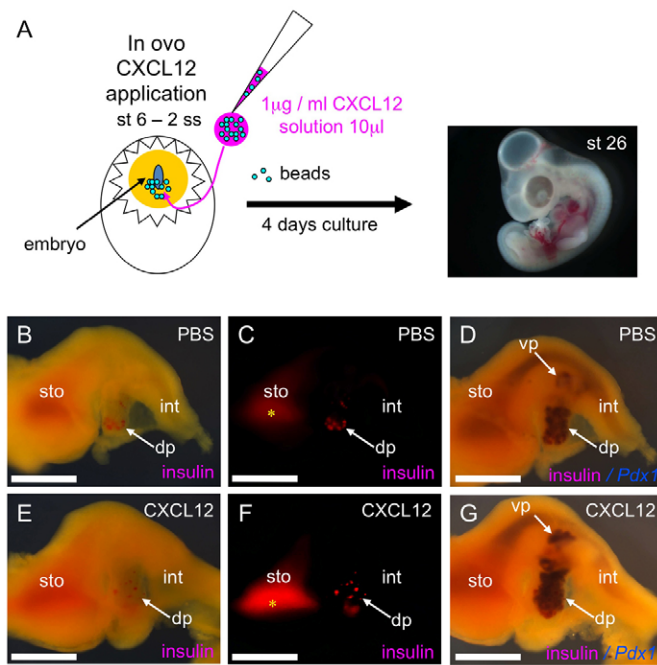 A
In ovo
CXCL12
application
st 6 – 2 ss
1μg / ml CXCL12
solution 10μl
beads
4 days culture
embryo
st 26
B
PBS
sto
int
dp
insulin
C
PBS
sto
*
int
dp
insulin
D
PBS
vp
sto
int
dp
insulin / Pdx1
E
CXCL12
sto
int
dp
insulin
F
CXCL12
sto
*
int
dp
insulin
G
CXCL12
vp
sto
int
dp
insulin / Pdx1